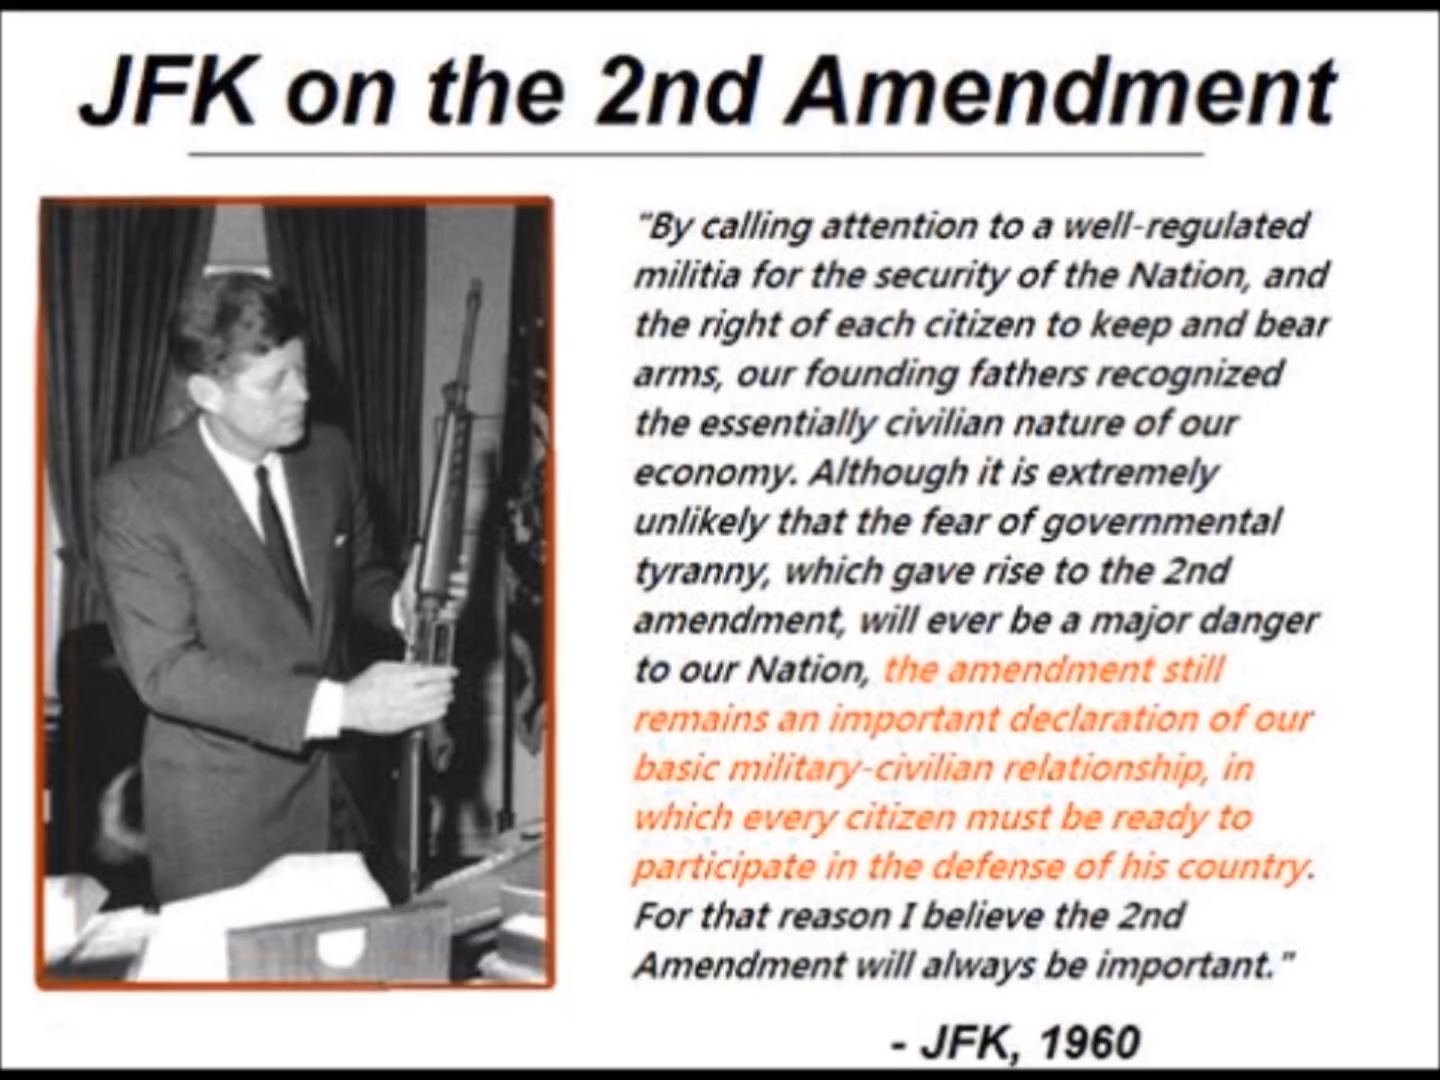 JFK on the 2nd Amendment
"By calling attention to a well-regulated
militia for the security of the Nation, and
the right of each citizen to keep and bear
arms, our founding fathers recognized
the essentially civilian nature of our
economy. Although it is extremely
unlikely that the fear of governmental
tyranny, which gave rise to the 2nd
amendment, will ever be a major danger
to our Nation, the amendment still
remains an important declaration of our
basic military-civilian relationship, in
which every citizen must be ready to
participate in the defense of his country.
For that reason I believe the 2nd
Amendment will always be important."
- JFK, 1960